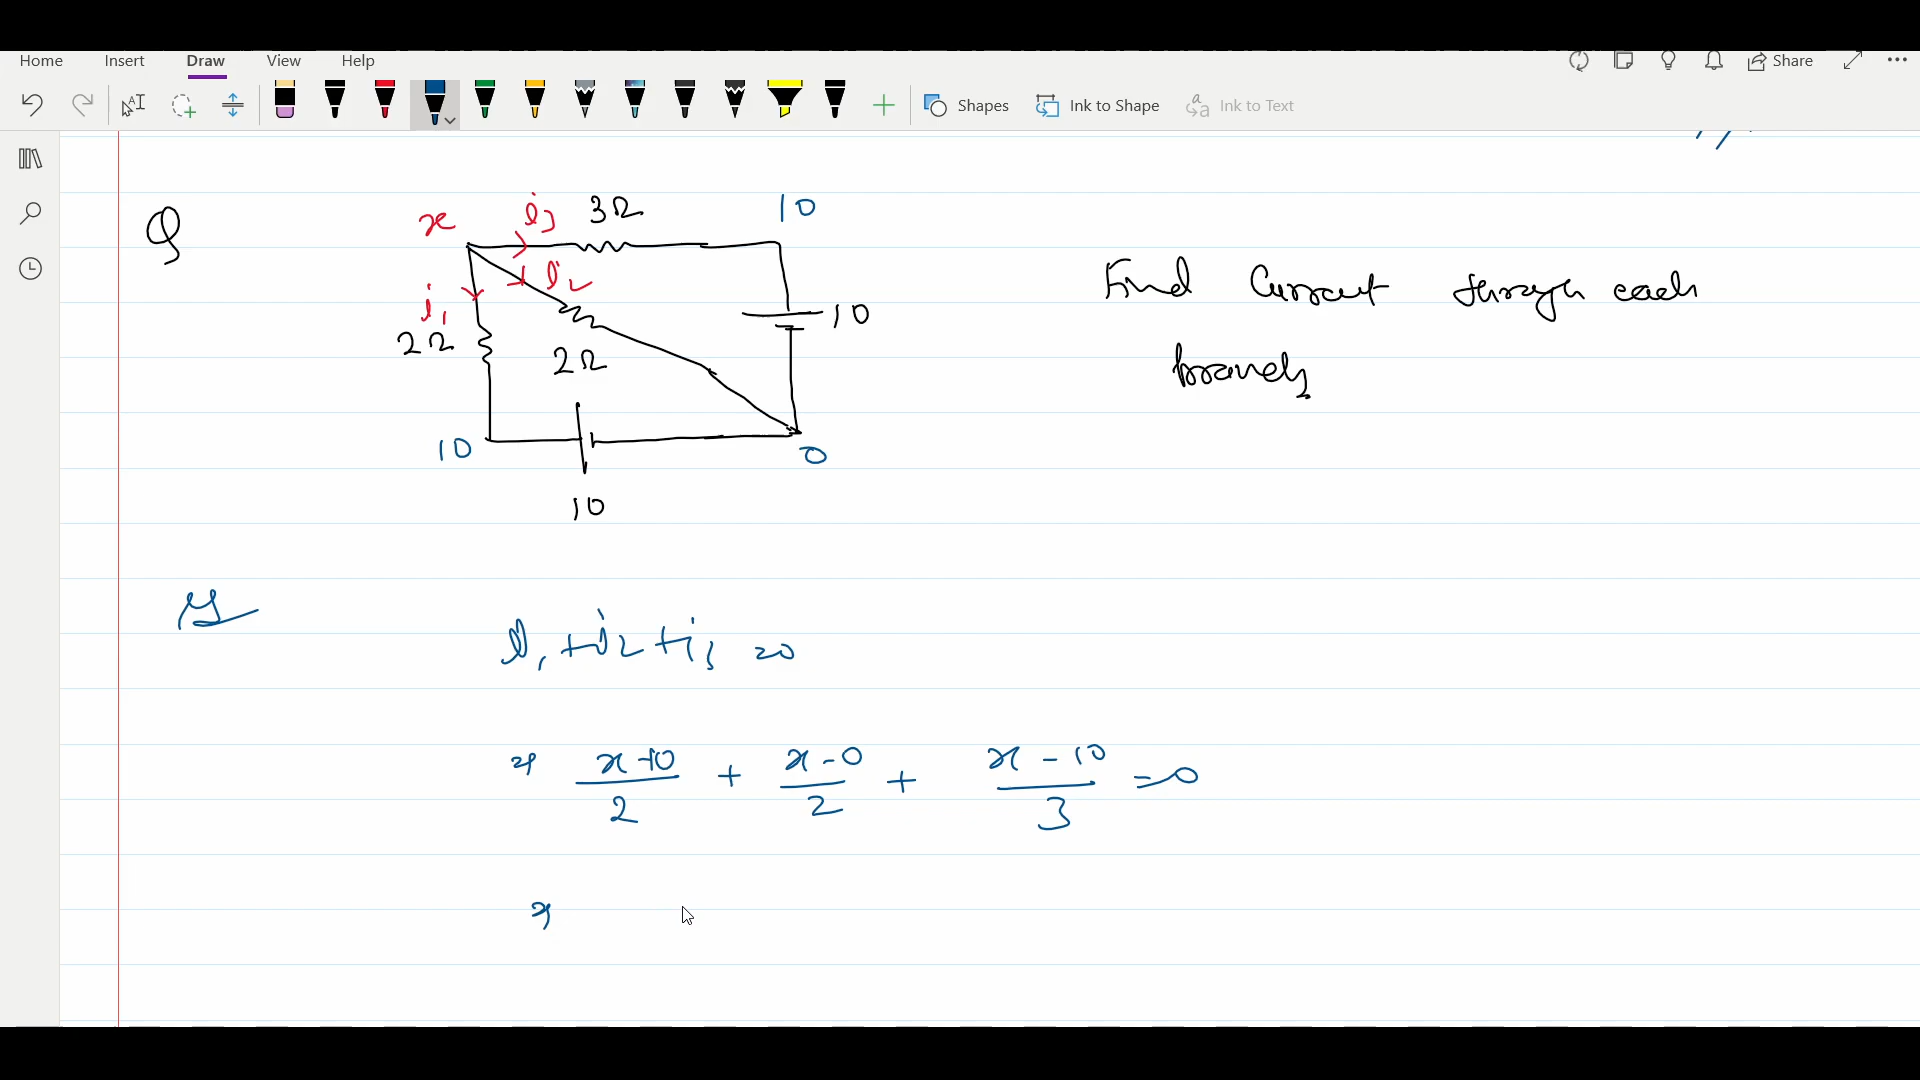 Home Insert Draw View Help Share
Shapes Ink to Shape Ink to Text
Q
x i₃ 3Ω 10
i₂
i₁
2Ω 2Ω 10
Find Current through each
branch
10 0
10
i₁ + i₂ + i₃ = 0
⇒ x-10/2 + x-0/2 + x-10/3 = 0
⇒